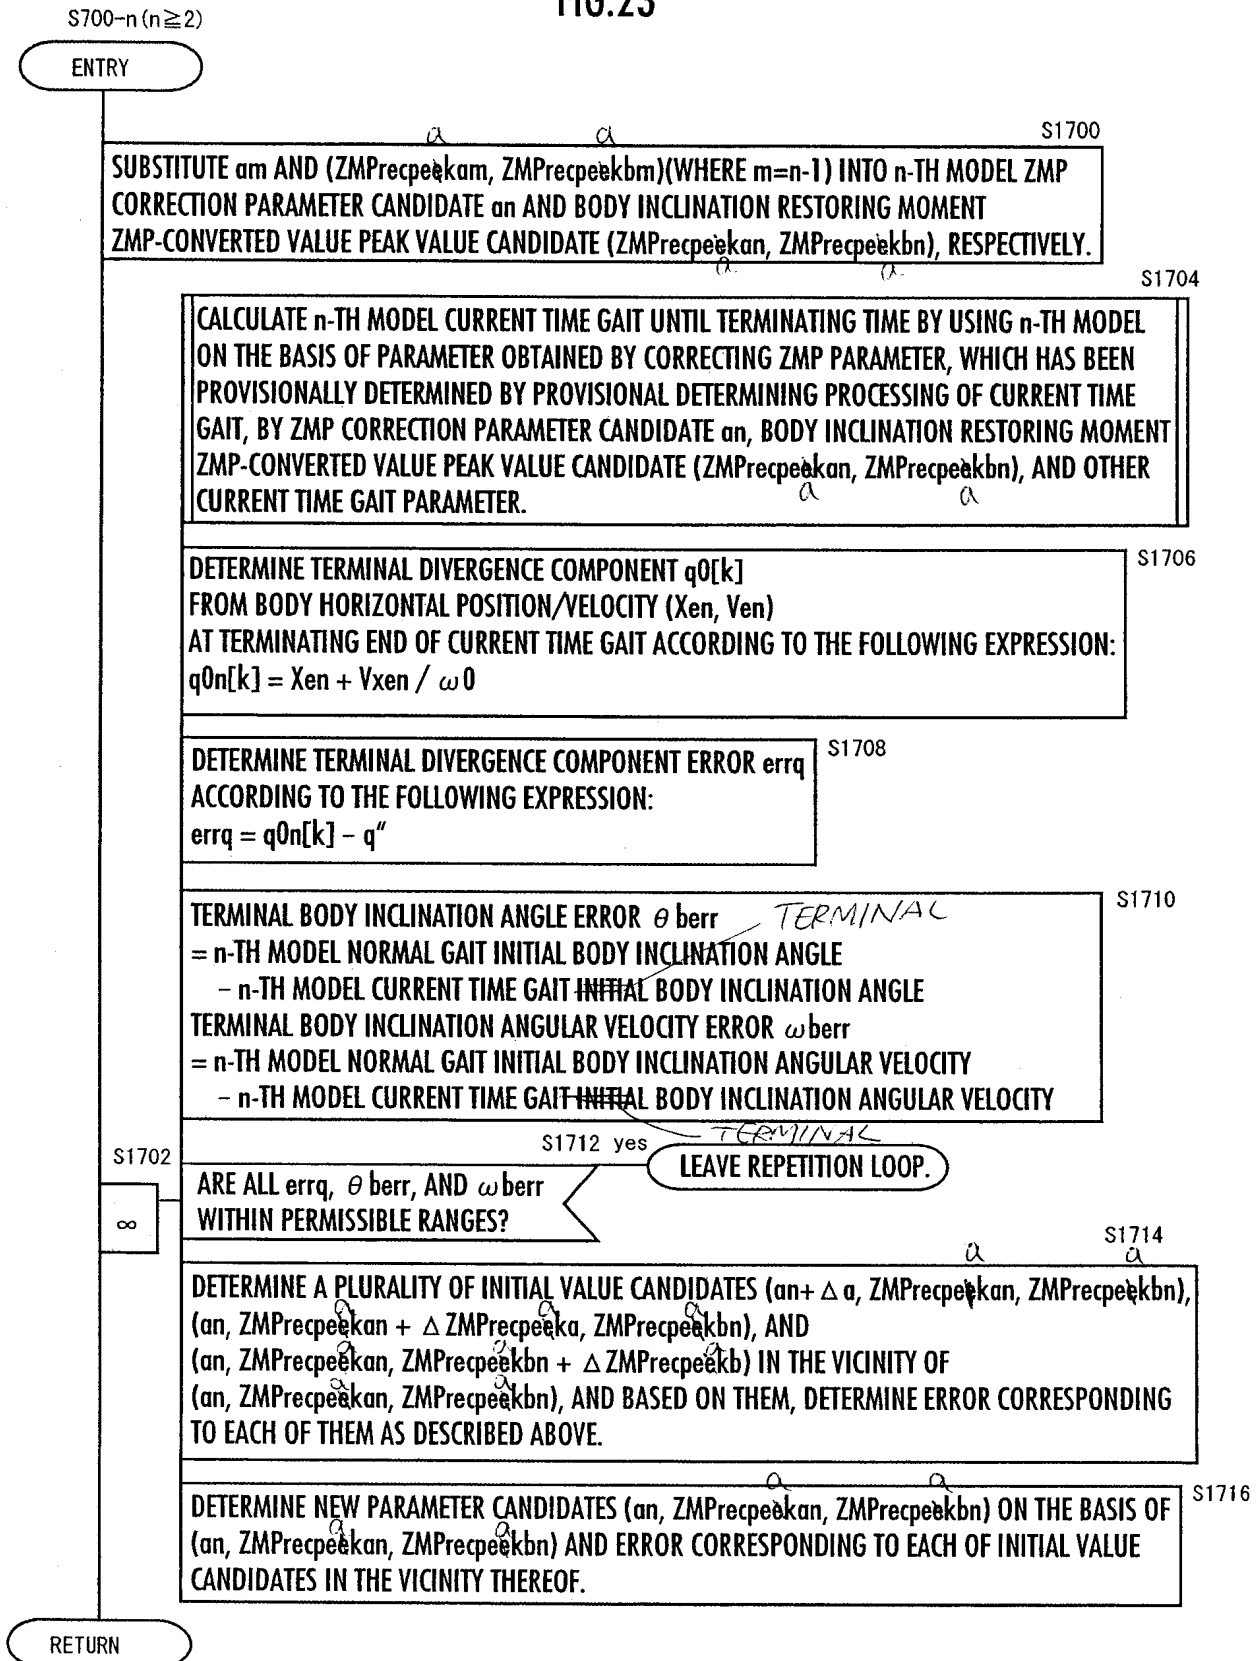 FIG.23
S700-n(n≧2)
ENTRY
S1700
a a
SUBSTITUTE am AND (ZMPrecpeekam, ZMPrecpeekbm)(WHERE m=n-1) INTO n-TH MODEL ZMP
CORRECTION PARAMETER CANDIDATE an AND BODY INCLINATION RESTORING MOMENT
ZMP-CONVERTED VALUE PEAK VALUE CANDIDATE (ZMPrecpeekan, ZMPrecpeekbn), RESPECTIVELY.
a a
S1704
CALCULATE n-TH MODEL CURRENT TIME GAIT UNTIL TERMINATING TIME BY USING n-TH MODEL
ON THE BASIS OF PARAMETER OBTAINED BY CORRECTING ZMP PARAMETER, WHICH HAS BEEN
PROVISIONALLY DETERMINED BY PROVISIONAL DETERMINING PROCESSING OF CURRENT TIME
GAIT, BY ZMP CORRECTION PARAMETER CANDIDATE an, BODY INCLINATION RESTORING MOMENT
ZMP-CONVERTED VALUE PEAK VALUE CANDIDATE (ZMPrecpeekan, ZMPrecpeekbn), AND OTHER
a a
CURRENT TIME GAIT PARAMETER.
S1706
DETERMINE TERMINAL DIVERGENCE COMPONENT q0[k]
FROM BODY HORIZONTAL POSITION/VELOCITY (Xen, Ven)
AT TERMINATING END OF CURRENT TIME GAIT ACCORDING TO THE FOLLOWING EXPRESSION:
q0n[k] = Xen + Vxen / ω0
S1708
DETERMINE TERMINAL DIVERGENCE COMPONENT ERROR errq
ACCORDING TO THE FOLLOWING EXPRESSION:
errq = q0n[k] – q″
S1710
TERMINAL BODY INCLINATION ANGLE ERROR θ berr TERMINAL
= n-TH MODEL NORMAL GAIT INITIAL BODY INCLINATION ANGLE
– n-TH MODEL CURRENT TIME GAIT INITIAL BODY INCLINATION ANGLE
TERMINAL BODY INCLINATION ANGULAR VELOCITY ERROR ωberr
= n-TH MODEL NORMAL GAIT INITIAL BODY INCLINATION ANGULAR VELOCITY
– n-TH MODEL CURRENT TIME GAIT INITIAL BODY INCLINATION ANGULAR VELOCITY
TERMINAL
S1712 yes
LEAVE REPETITION LOOP.
S1702
∞
ARE ALL errq, θ berr, AND ωberr
WITHIN PERMISSIBLE RANGES?
S1714
a a
DETERMINE A PLURALITY OF INITIAL VALUE CANDIDATES (an+ Δa, ZMPrecpeekan, ZMPrecpeekbn),
a a a
(an, ZMPrecpeekan + ΔZMPrecpeeka, ZMPrecpeekbn), AND
a a a
(an, ZMPrecpeekan, ZMPrecpeekbn + ΔZMPrecpeekb) IN THE VICINITY OF
a a
(an, ZMPrecpeekan, ZMPrecpeekbn), AND BASED ON THEM, DETERMINE ERROR CORRESPONDING
TO EACH OF THEM AS DESCRIBED ABOVE.
S1716
a a
DETERMINE NEW PARAMETER CANDIDATES (an, ZMPrecpeekan, ZMPrecpeekbn) ON THE BASIS OF
a a
(an, ZMPrecpeekan, ZMPrecpeekbn) AND ERROR CORRESPONDING TO EACH OF INITIAL VALUE
CANDIDATES IN THE VICINITY THEREOF.
RETURN